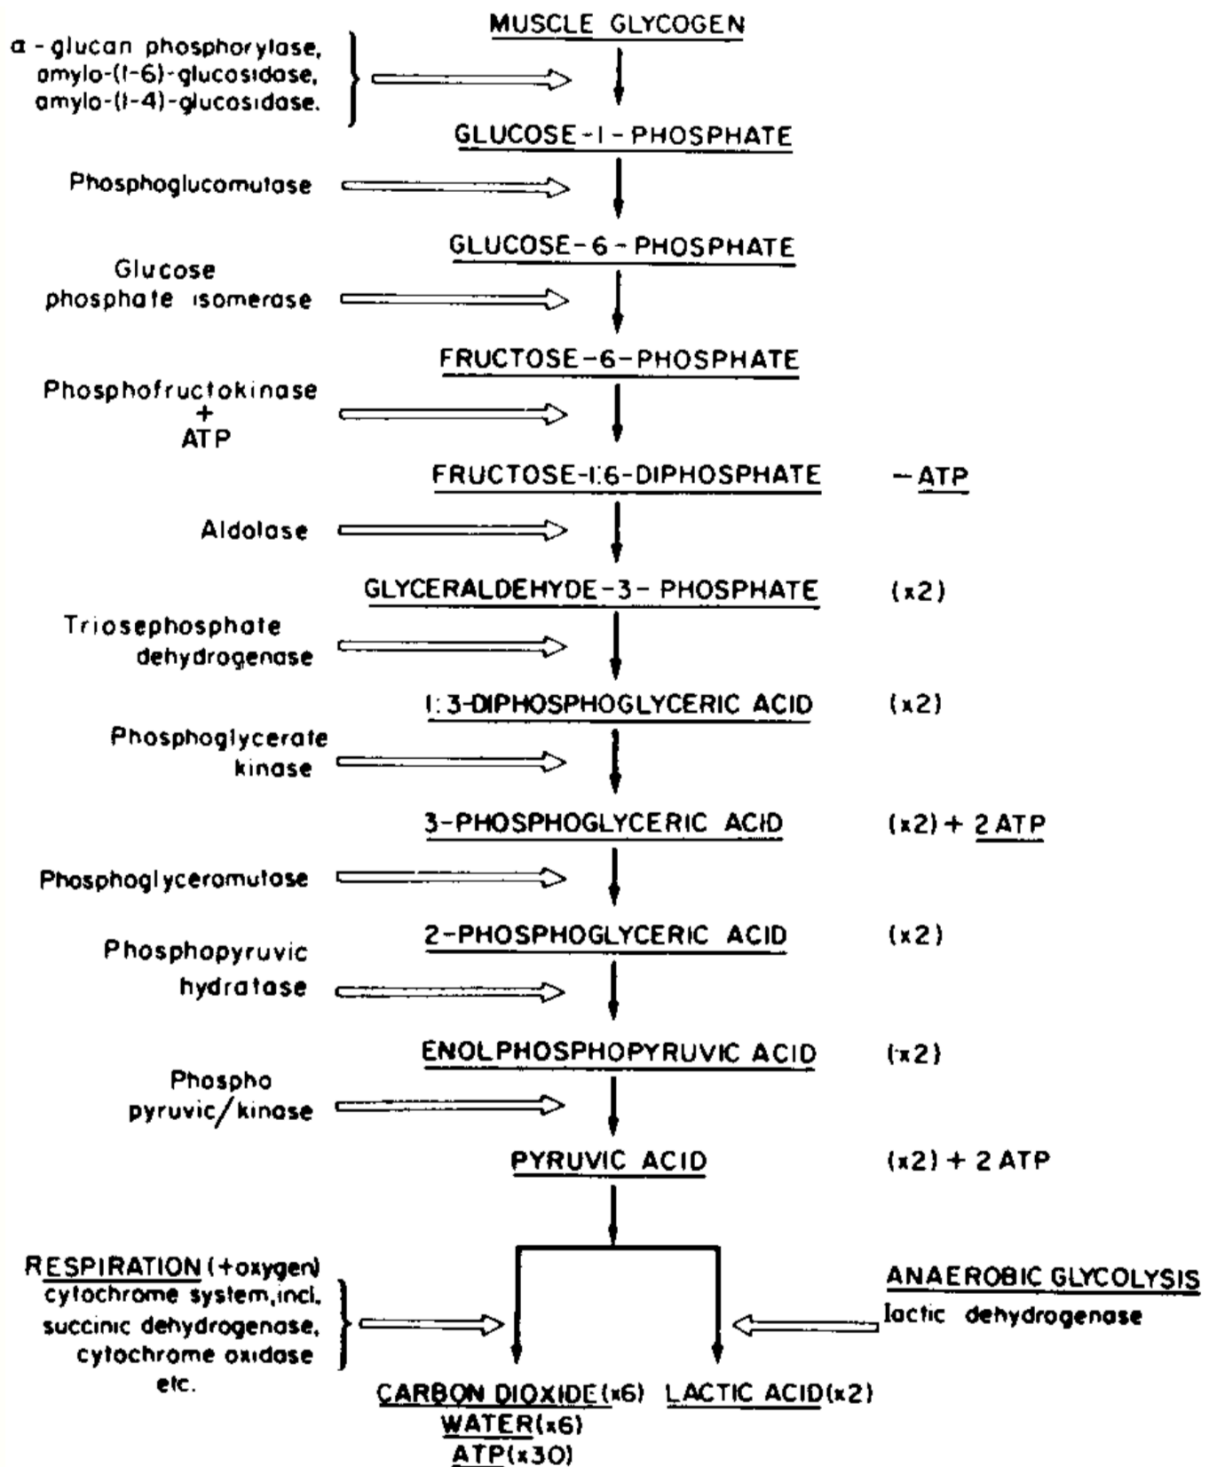 MUSCLE GLYCOGEN
α - glucan phosphorylase,
amylo-(1-6)-glucosidase,
amylo-(1-4)-glucosidase.
GLUCOSE-1-PHOSPHATE
Phosphoglucomutase
GLUCOSE-6-PHOSPHATE
Glucose
phosphate isomerase
FRUCTOSE-6-PHOSPHATE
Phosphofructokinase
+
ATP
FRUCTOSE-1:6-DIPHOSPHATE - ATP
Aldolase
GLYCERALDEHYDE-3-PHOSPHATE (x2)
Triosephosphate
dehydrogenase
1:3-DIPHOSPHOGLYCERIC ACID (x2)
Phosphoglycerate
kinase
3-PHOSPHOGLYCERIC ACID (x2) + 2 ATP
Phosphoglyceromutase
2-PHOSPHOGLYCERIC ACID (x2)
Phosphopyruvic
hydratase
ENOLPHOSPHOPYRUVIC ACID (x2)
Phospho
pyruvic/kinase
PYRUVIC ACID (x2) + 2 ATP
RESPIRATION (+oxygen)
cytochrome system, incl.
succinic dehydrogenase,
cytochrome oxidase
etc.
ANAEROBIC GLYCOLYSIS
lactic dehydrogenase
CARBON DIOXIDE(x6) LACTIC ACID(x2)
WATER(x6)
ATP(x30)